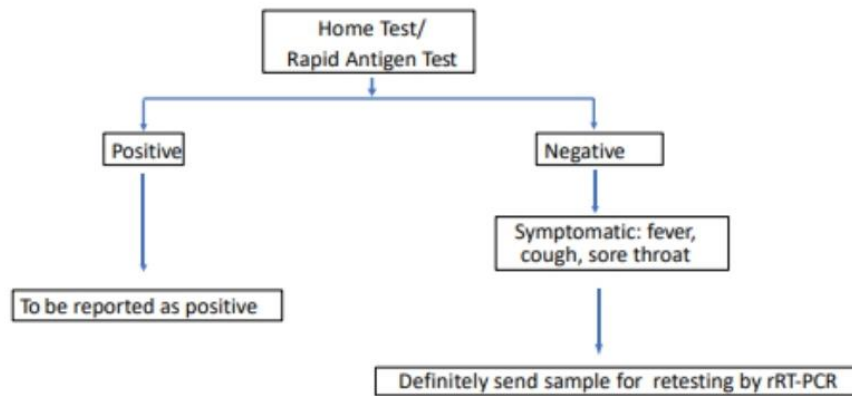 Home Test/
Rapid Antigen Test
Positive
Negative
Symptomatic: fever,
cough, sore throat
To be reported as positive
Definitely send sample for retesting by rRT-PCR